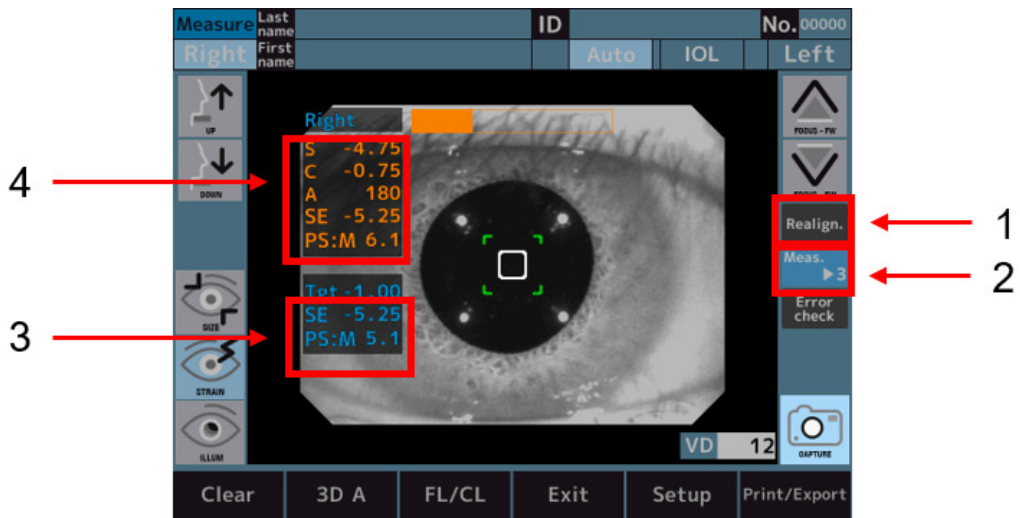 Measure Last name ID No. 00000
Right First name Auto IOL Left
UP
DOWN
SIZE
STRAIN
ILLUM
4
3
Right
S -4.75
C -0.75
A 180
SE -5.25
PS:M 6.1
Tgt -1.00
SE -5.25
PS:M 5.1
VD 12
FOCUS - FW
FOCUS - BW
Realign.
Meas.
▶3
Error
check
CAPTURE
1
2
Clear 3D A FL/CL Exit Setup Print/Export